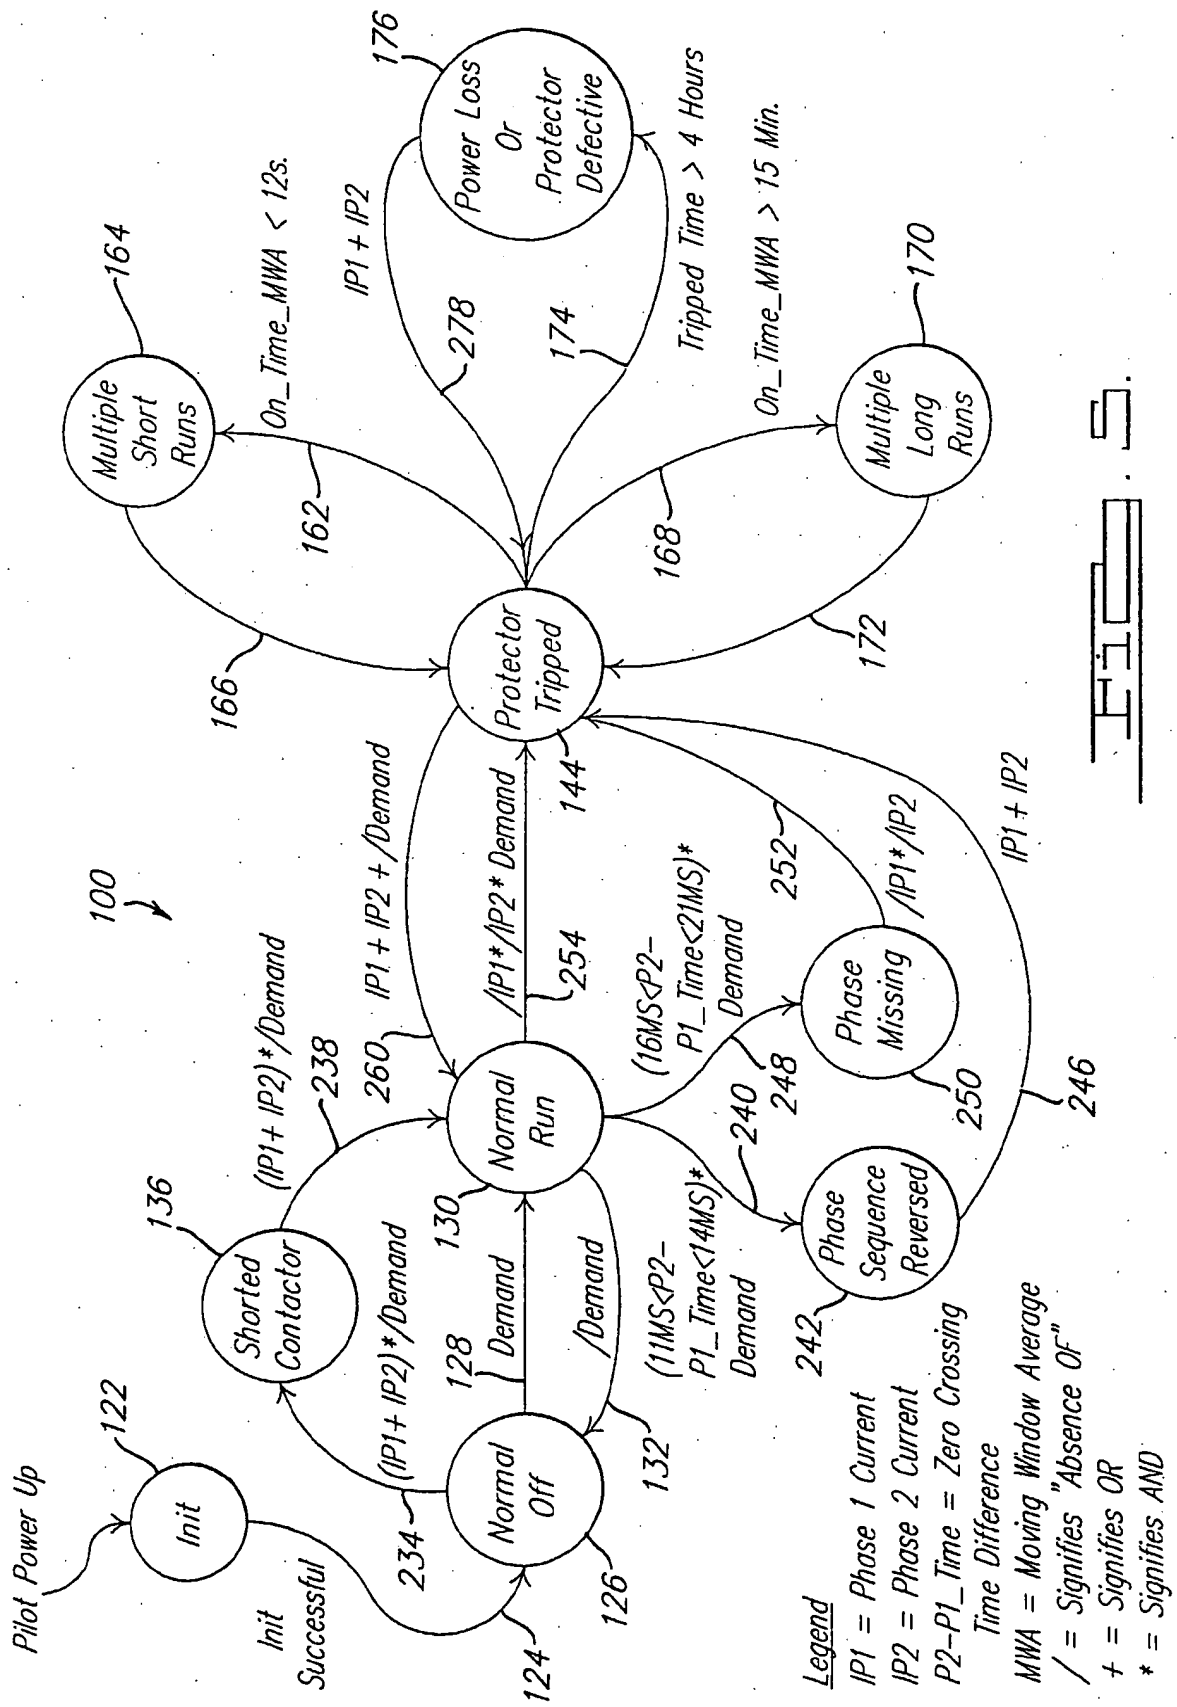 Pilot Power Up
122
Init
Init
Successful
124
100
136
Shorted
Contactor
(IP1+ IP2)*/Demand
238
234
(IP1+ IP2)*/Demand
Normal
Off
126
128
Demand
/Demand
132
130
Normal
Run
260
IP1 + IP2 + /Demand
/IP1*/IP2* Demand
254
(11MS<P2-
P1_Time<14MS)*
Demand
240
(16MS<P2-
P1_Time<21MS)*
Demand
248
242
Phase
Sequence
Reversed
Phase
Missing
250
246
252
/IP1*/IP2
IP1 + IP2
Protector
Tripped
144
166
162
164
Multiple
Short
Runs
On_Time_MWA < 12s.
IP1 + IP2
278
174
176
Power Loss
Or
Protector
Defective
Tripped Time > 4 Hours
On_Time_MWA > 15 Min.
168
170
Multiple
Long
Runs
172
Legend
IP1 = Phase 1 Current
IP2 = Phase 2 Current
P2-P1_Time = Zero Crossing
Time Difference
MWA = Moving Window Average
/ = Signifies "Absence OF"
+ = Signifies OR
* = Signifies AND
FIG. 5.